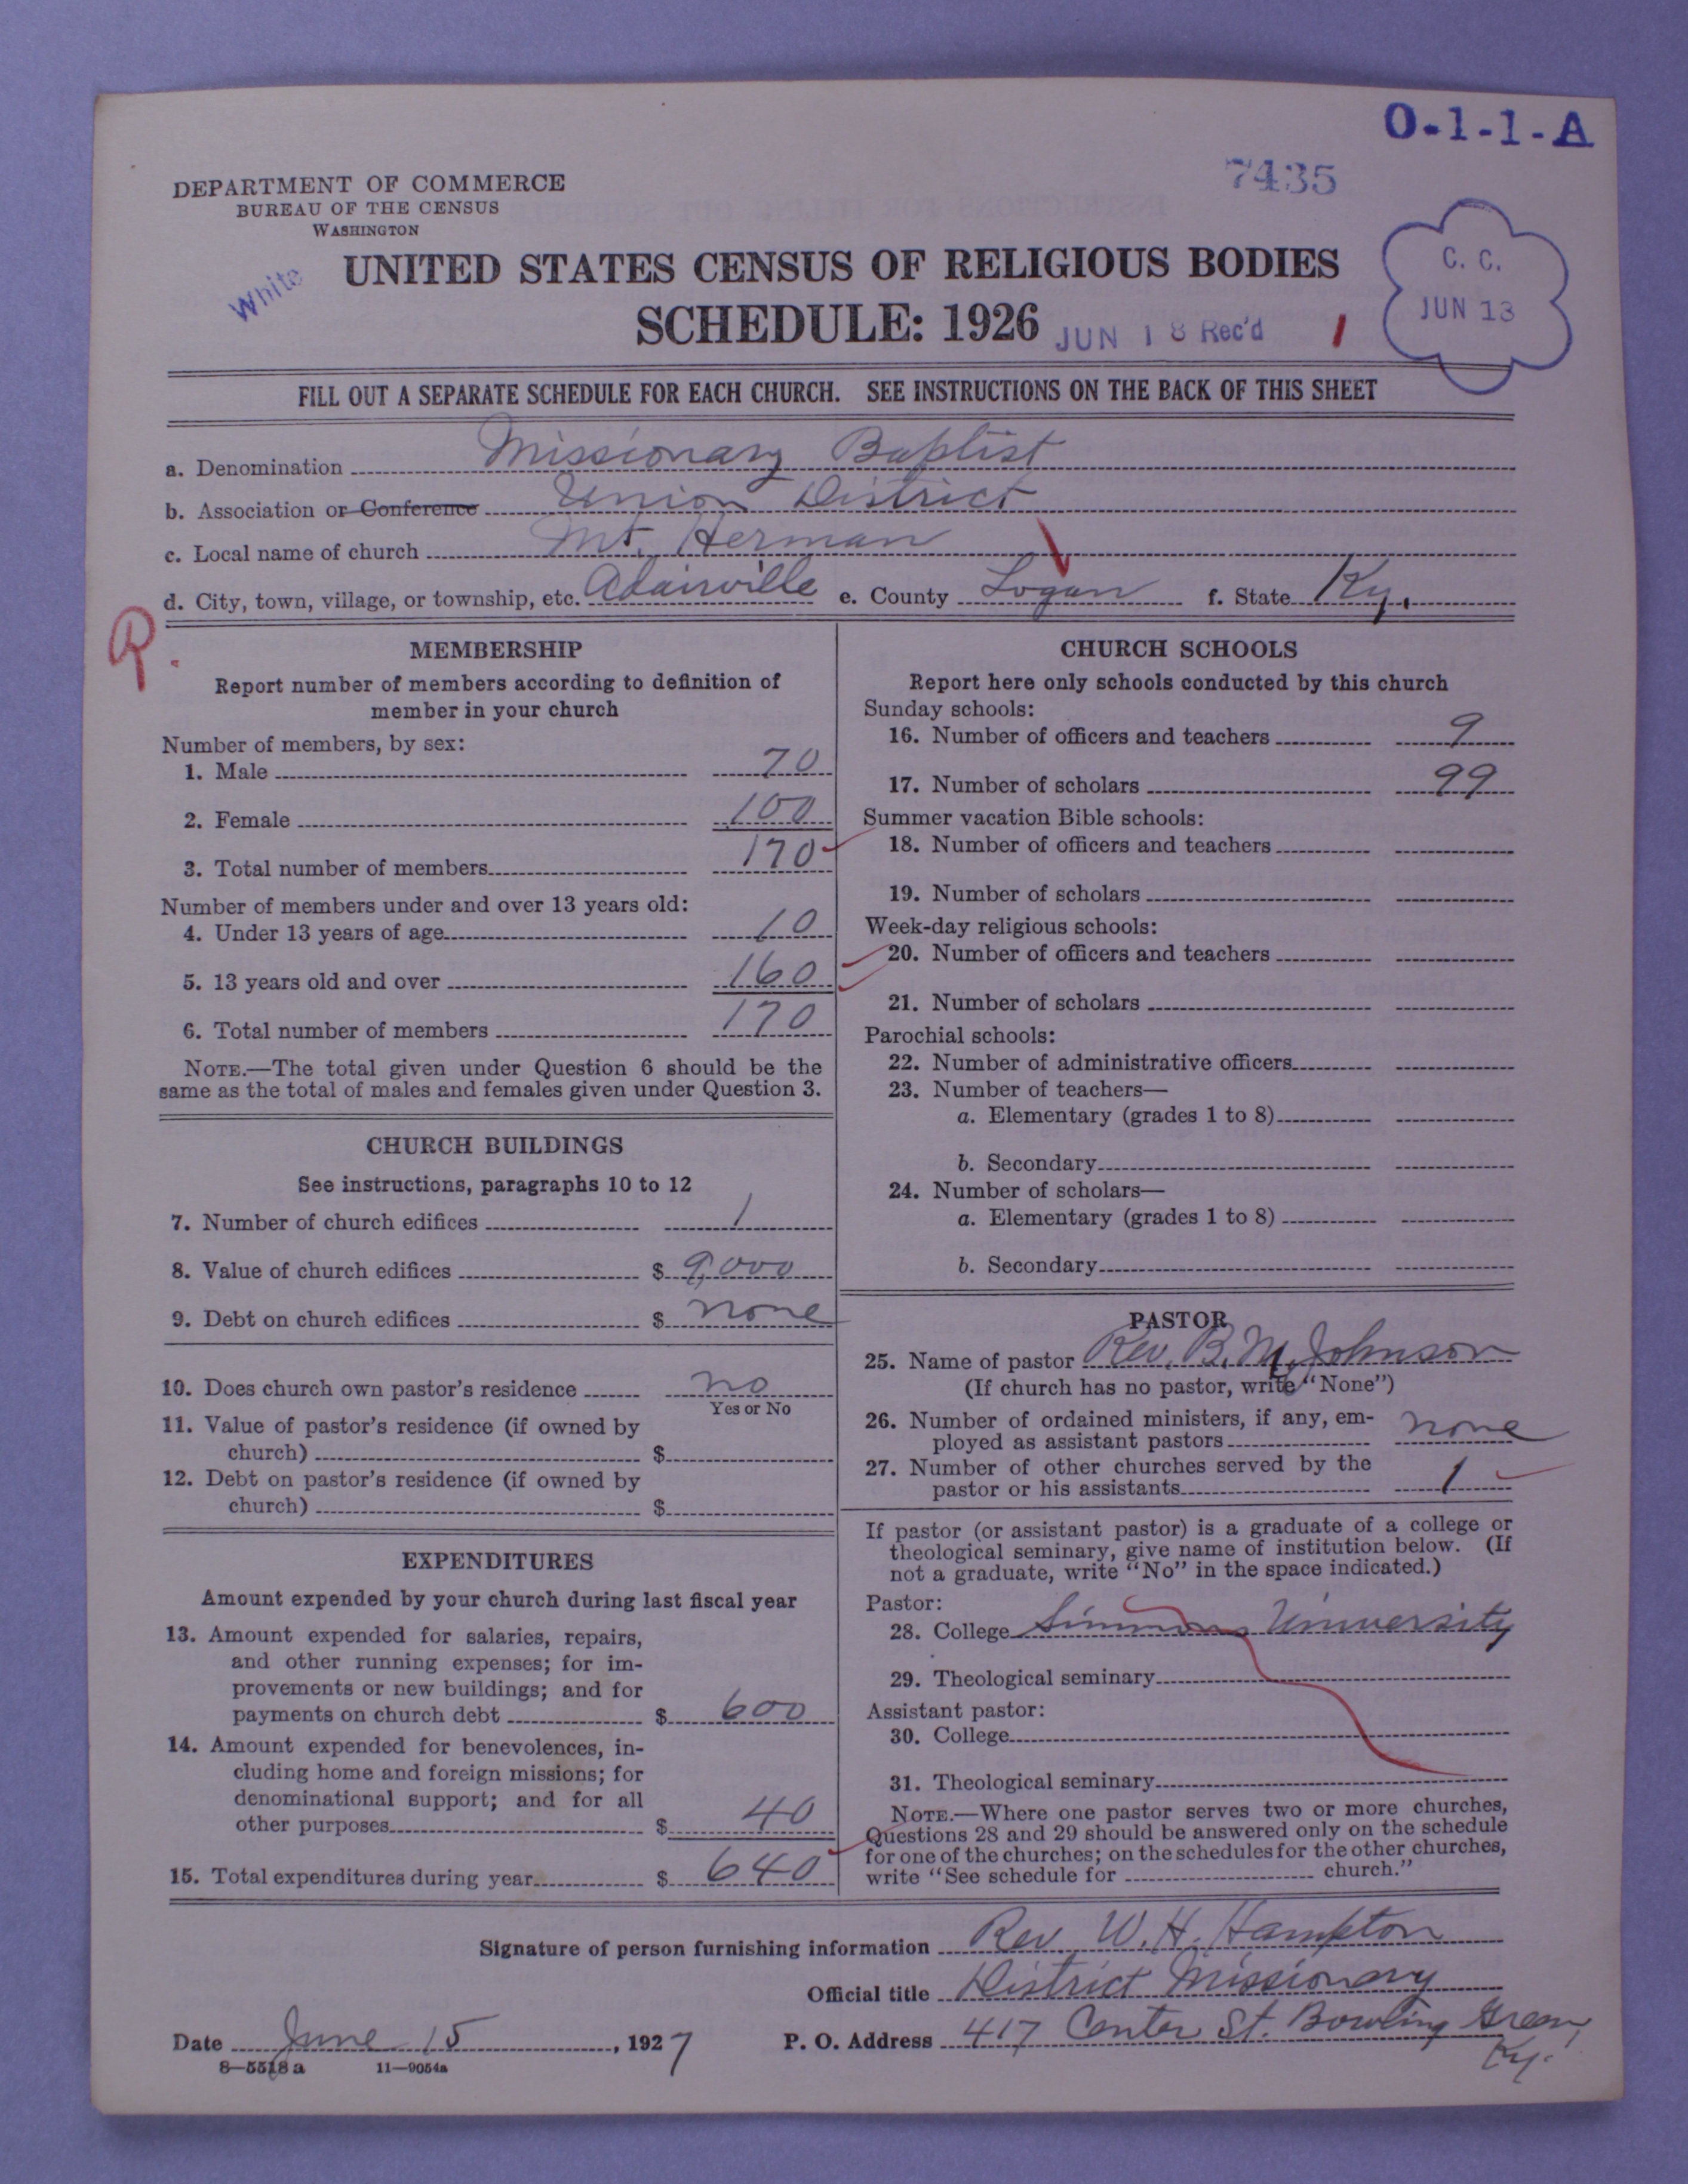 O-1-1-A
7435
DEPARTMENT OF COMMERCE
BUREAU OF THE CENSUS
WASHINGTON
White
UNITED STATES CENSUS OF RELIGIOUS BODIES
SCHEDULE: 1926
JUN 18 Rec'd
C. C.
JUN 13
FILL OUT A SEPARATE SCHEDULE FOR EACH CHURCH. SEE INSTRUCTIONS ON THE BACK OF THIS SHEET
a. Denomination Missionary Baptist
b. Association or Conference Union District
c. Local name of church Mt. Herman
d. City, town, village, or township, etc. Adairville e. County Logan f. State Ky.
MEMBERSHIP
Report number of members according to definition of
member in your church
Number of members, by sex:
1. Male 70
2. Female 100
3. Total number of members 170
Number of members under and over 13 years old:
4. Under 13 years of age 10
5. 13 years old and over 160
6. Total number of members 170
NOTE.—The total given under Question 6 should be the
same as the total of males and females given under Question 3.
CHURCH BUILDINGS
See instructions, paragraphs 10 to 12
7. Number of church edifices 1
8. Value of church edifices $ 9,000
9. Debt on church edifices $ none
10. Does church own pastor's residence no
Yes or No
11. Value of pastor's residence (if owned by
church) $
12. Debt on pastor's residence (if owned by
church) $
EXPENDITURES
Amount expended by your church during last fiscal year
13. Amount expended for salaries, repairs,
and other running expenses; for im-
provements or new buildings; and for
payments on church debt $ 600
14. Amount expended for benevolences, in-
cluding home and foreign missions; for
denominational support; and for all
other purposes $ 40
15. Total expenditures during year $ 640
CHURCH SCHOOLS
Report here only schools conducted by this church
Sunday schools:
16. Number of officers and teachers 9
17. Number of scholars 99
Summer vacation Bible schools:
18. Number of officers and teachers
19. Number of scholars
Week-day religious schools:
20. Number of officers and teachers
21. Number of scholars
Parochial schools:
22. Number of administrative officers
23. Number of teachers—
a. Elementary (grades 1 to 8)
b. Secondary
24. Number of scholars—
a. Elementary (grades 1 to 8)
b. Secondary
PASTOR
25. Name of pastor Rev. B. M. Johnson
(If church has no pastor, write "None")
26. Number of ordained ministers, if any, em-
ployed as assistant pastors none
27. Number of other churches served by the
pastor or his assistants 1
If pastor (or assistant pastor) is a graduate of a college or
theological seminary, give name of institution below. (If
not a graduate, write "No" in the space indicated.)
Pastor:
28. College Simmons University
29. Theological seminary
Assistant pastor:
30. College
31. Theological seminary
NOTE.—Where one pastor serves two or more churches,
Questions 28 and 29 should be answered only on the schedule
for one of the churches; on the schedules for the other churches,
write "See schedule for church."
Signature of person furnishing information Rev. W. H. Hampton
Official title District Missionary
Date June 15, 1927 P. O. Address 417 Center St. Bowling Green,
Ky.
8—5518 a 11—9054a